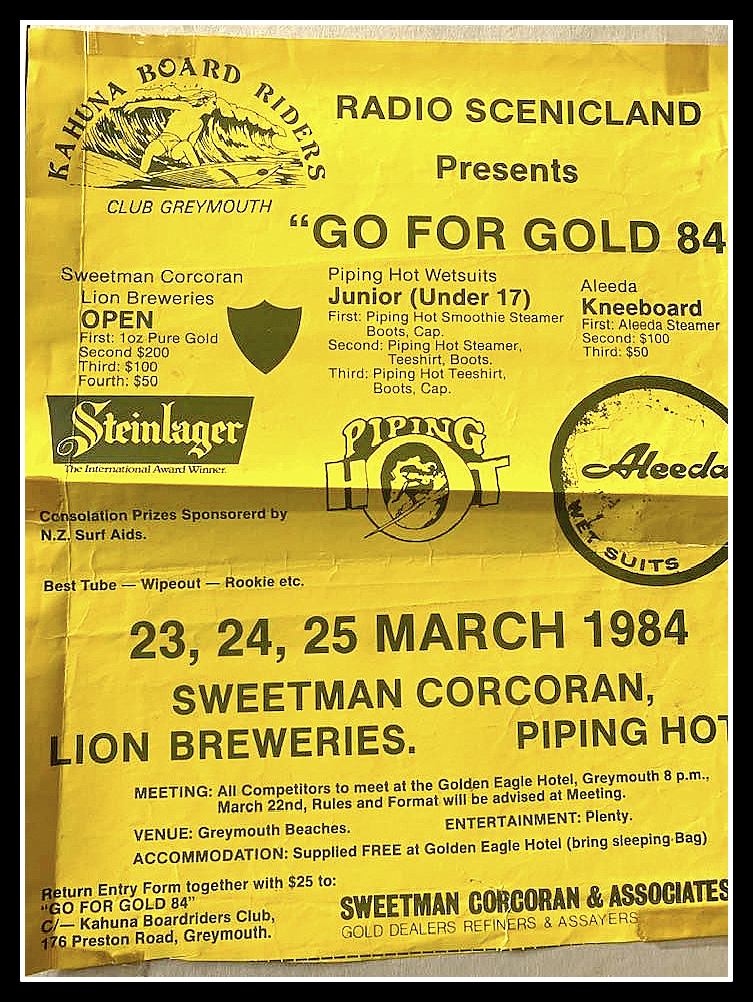 KAHUNA BOARD RIDERS
CLUB GREYMOUTH
RADIO SCENICLAND
Presents
"GO FOR GOLD 84
Sweetman Corcoran
Lion Breweries
OPEN
First: 1oz Pure Gold
Second $200
Third: $100
Fourth: $50
Steinlager
The International Award Winner.
Piping Hot Wetsuits
Junior (Under 17)
First: Piping Hot Smoothie Steamer
Boots, Cap.
Second: Piping Hot Steamer,
Teeshirt, Boots.
Third: Piping Hot Teeshirt,
Boots, Cap.
PIPING
HOT
Aleeda
Kneeboard
First: Aleeda Steamer
Second: $100
Third: $50
Aleeda
WET SUITS
Consolation Prizes Sponsorerd by
N.Z. Surf Aids.
Best Tube — Wipeout — Rookie etc.
23, 24, 25 MARCH 1984
SWEETMAN CORCORAN,
LION BREWERIES. PIPING HOT
MEETING: All Competitors to meet at the Golden Eagle Hotel, Greymouth 8 p.m.,
March 22nd, Rules and Format will be advised at Meeting.
VENUE: Greymouth Beaches. ENTERTAINMENT: Plenty.
ACCOMMODATION: Supplied FREE at Golden Eagle Hotel (bring sleeping Bag)
Return Entry Form together with $25 to:
"GO FOR GOLD 84"
C/— Kahuna Boardriders Club,
176 Preston Road, Greymouth.
SWEETMAN CORCORAN & ASSOCIATES
GOLD DEALERS REFINERS & ASSAYERS